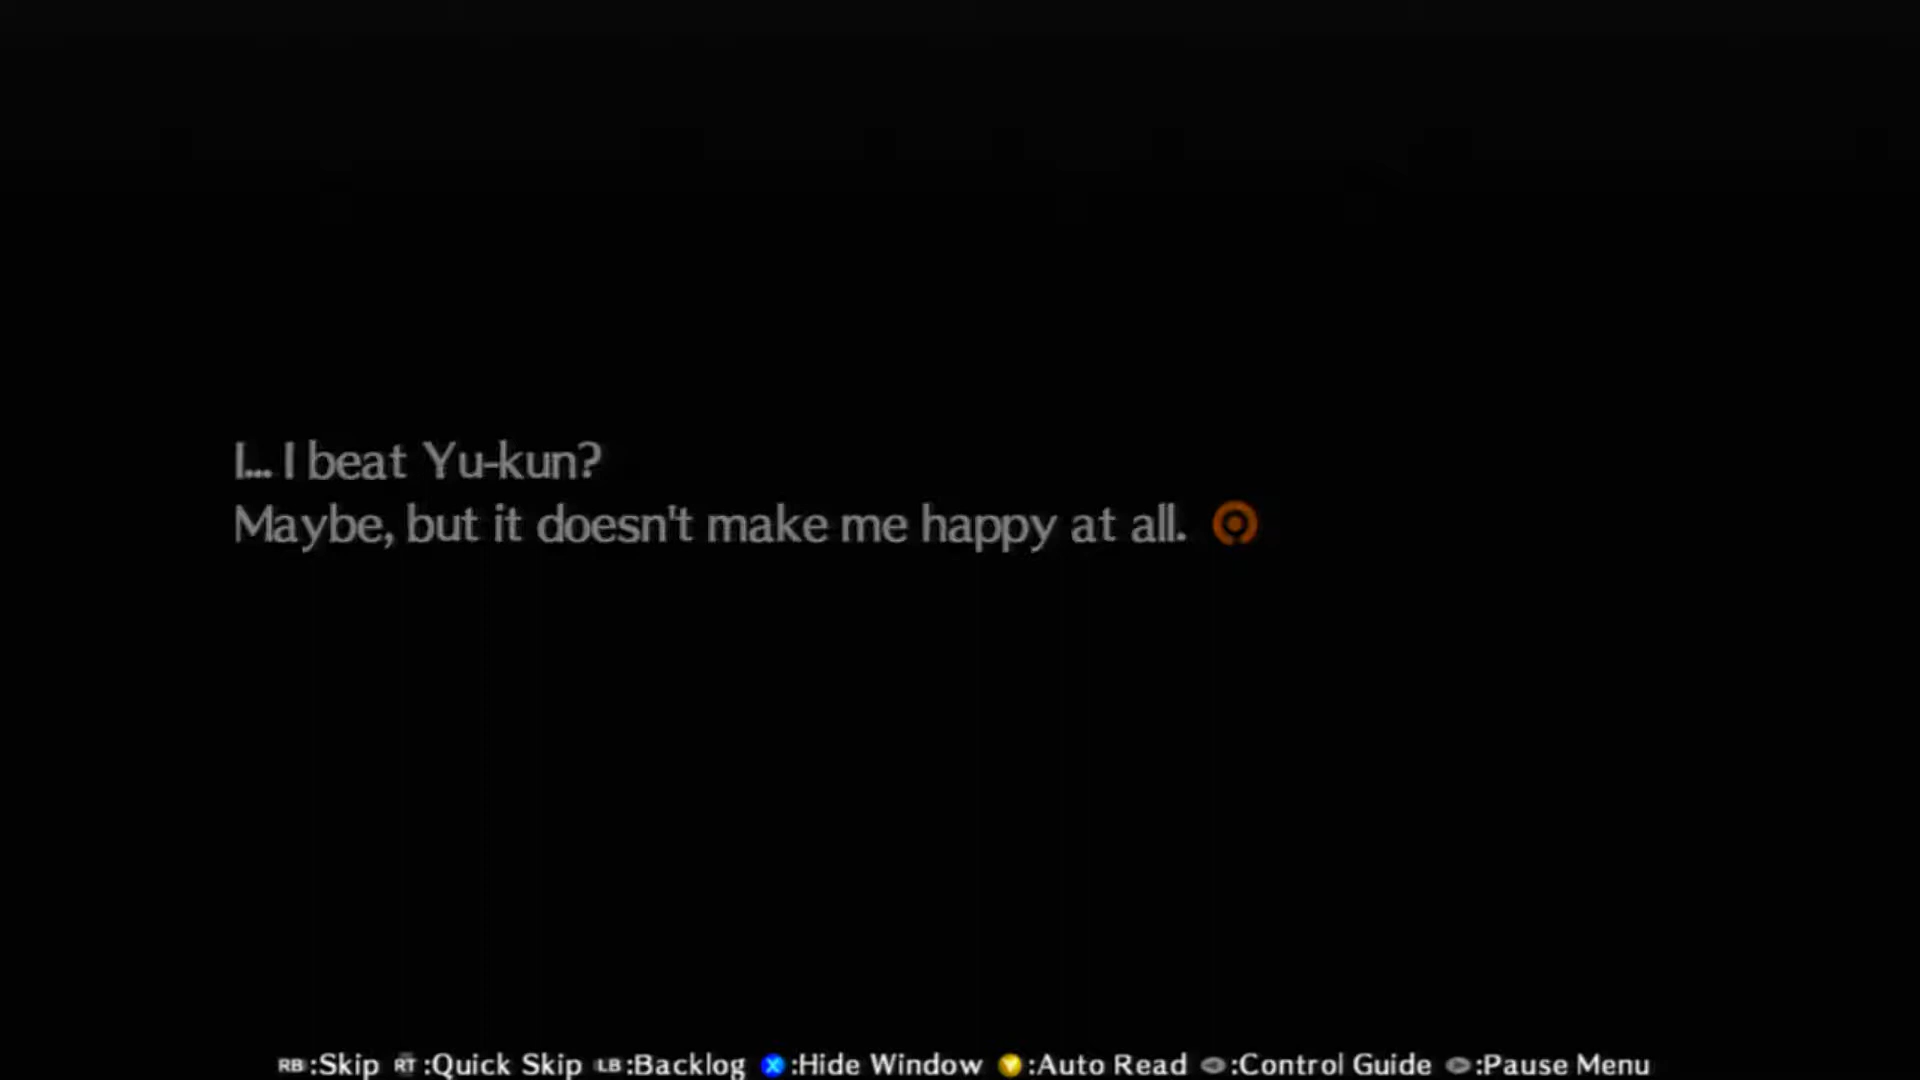 I... I beat Yu-kun?
Maybe, but it doesn't make me happy at all.
RB:Skip RT:Quick Skip LB:Backlog X:Hide Window Y:Auto Read :Control Guide :Pause Menu